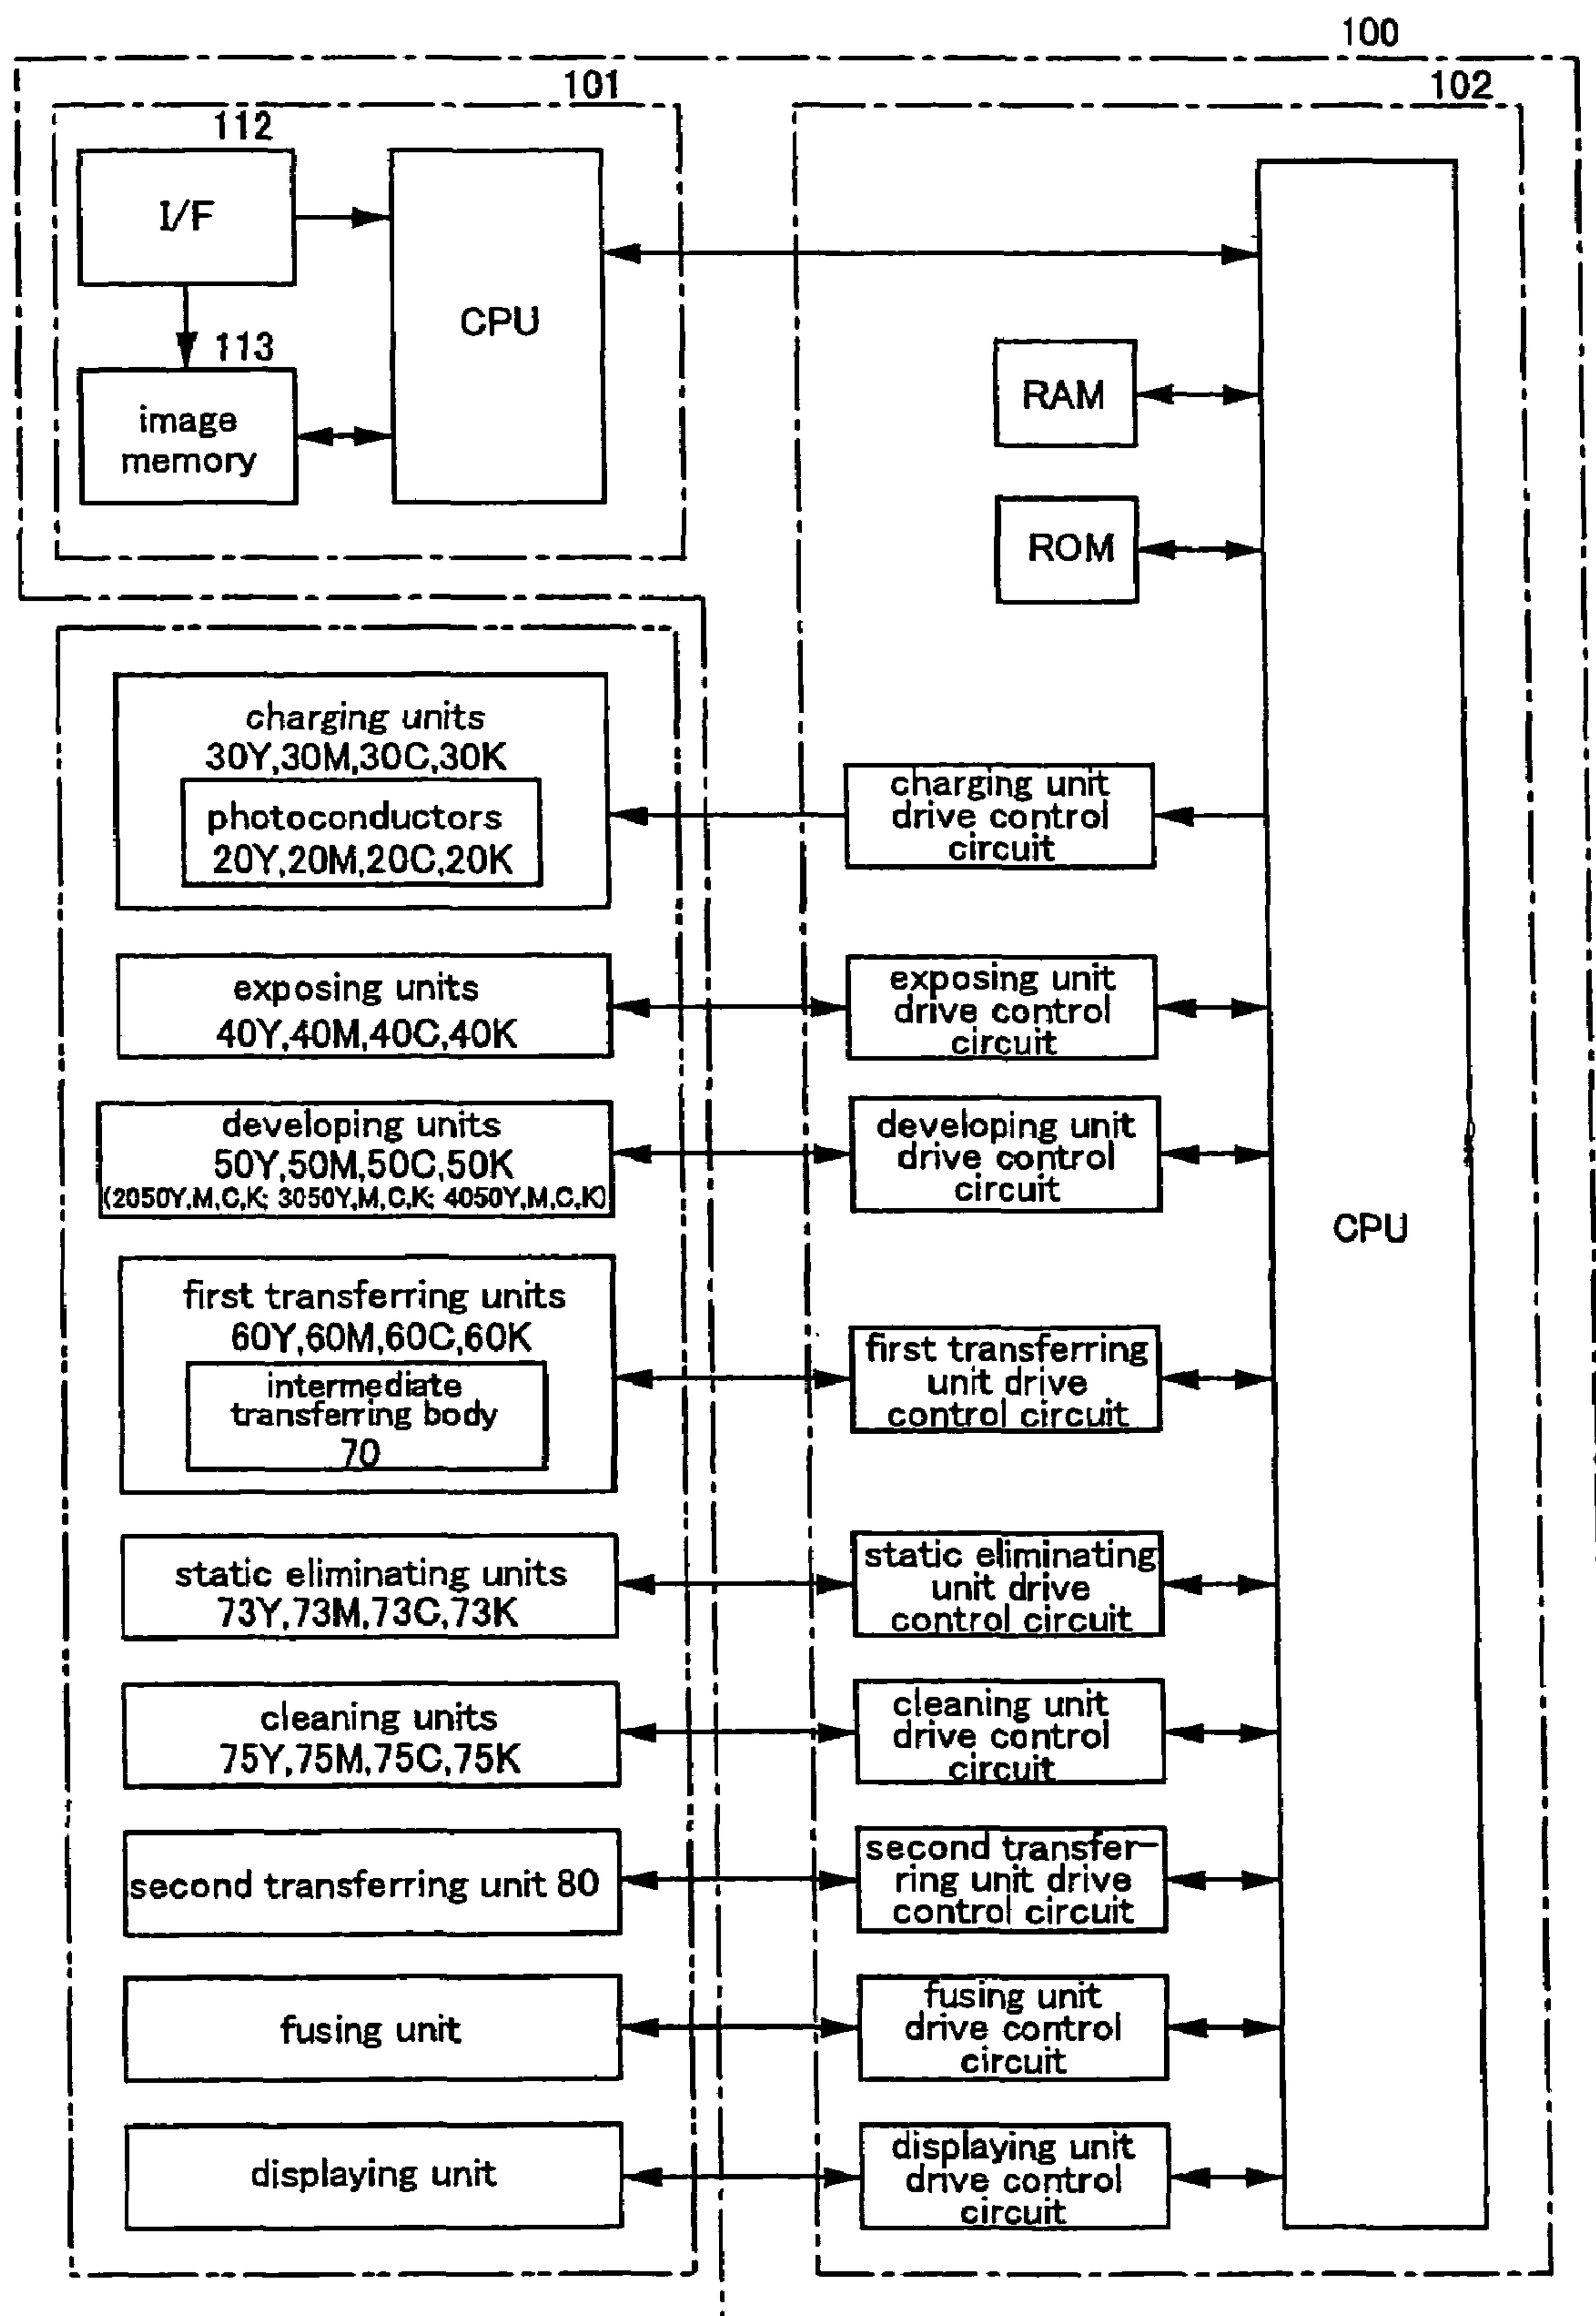 100
101
102
112
I/F
CPU
113
image
memory
RAM
ROM
charging units
30Y,30M,30C,30K
photoconductors
20Y,20M,20C,20K
charging unit
drive control
circuit
exposing units
40Y,40M,40C,40K
exposing unit
drive control
circuit
developing units
50Y,50M,50C,50K
(2050Y,M,C,K; 3050Y,M,C,K; 4050Y,M,C,K)
developing unit
drive control
circuit
CPU
first transferring units
60Y,60M,60C,60K
intermediate
transferring body
70
first transferring
unit drive
control circuit
static eliminating units
73Y,73M,73C,73K
static eliminating
unit drive
control circuit
cleaning units
75Y,75M,75C,75K
cleaning unit
drive control
circuit
second transferring unit 80
second transfer-
ring unit drive
control circuit
fusing unit
fusing unit
drive control
circuit
displaying unit
displaying unit
drive control
circuit